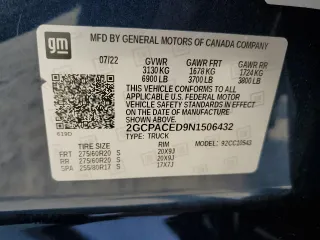 gm
MFD BY GENERAL MOTORS OF CANADA COMPANY
07/22 GVWR GAWR FRT GAWR RR
3130 KG 1678 KG 1724 KG
6900 LB 3700 LB 3800 LB
THIS VEHICLE CONFORMS TO ALL APPLICABLE
U.S. FEDERAL MOTOR VEHICLE SAFETY
STANDARDS IN EFFECT ON THE DATE OF
MANUFACTURE SHOWN ABOVE.
2GCPACED9N1506432
TYPE: TRUCK
RIM
FRT 275/60R20 S 20X9J
RR 275/60R20 S 20X9J
SPA 255/80R17 S 17X7J